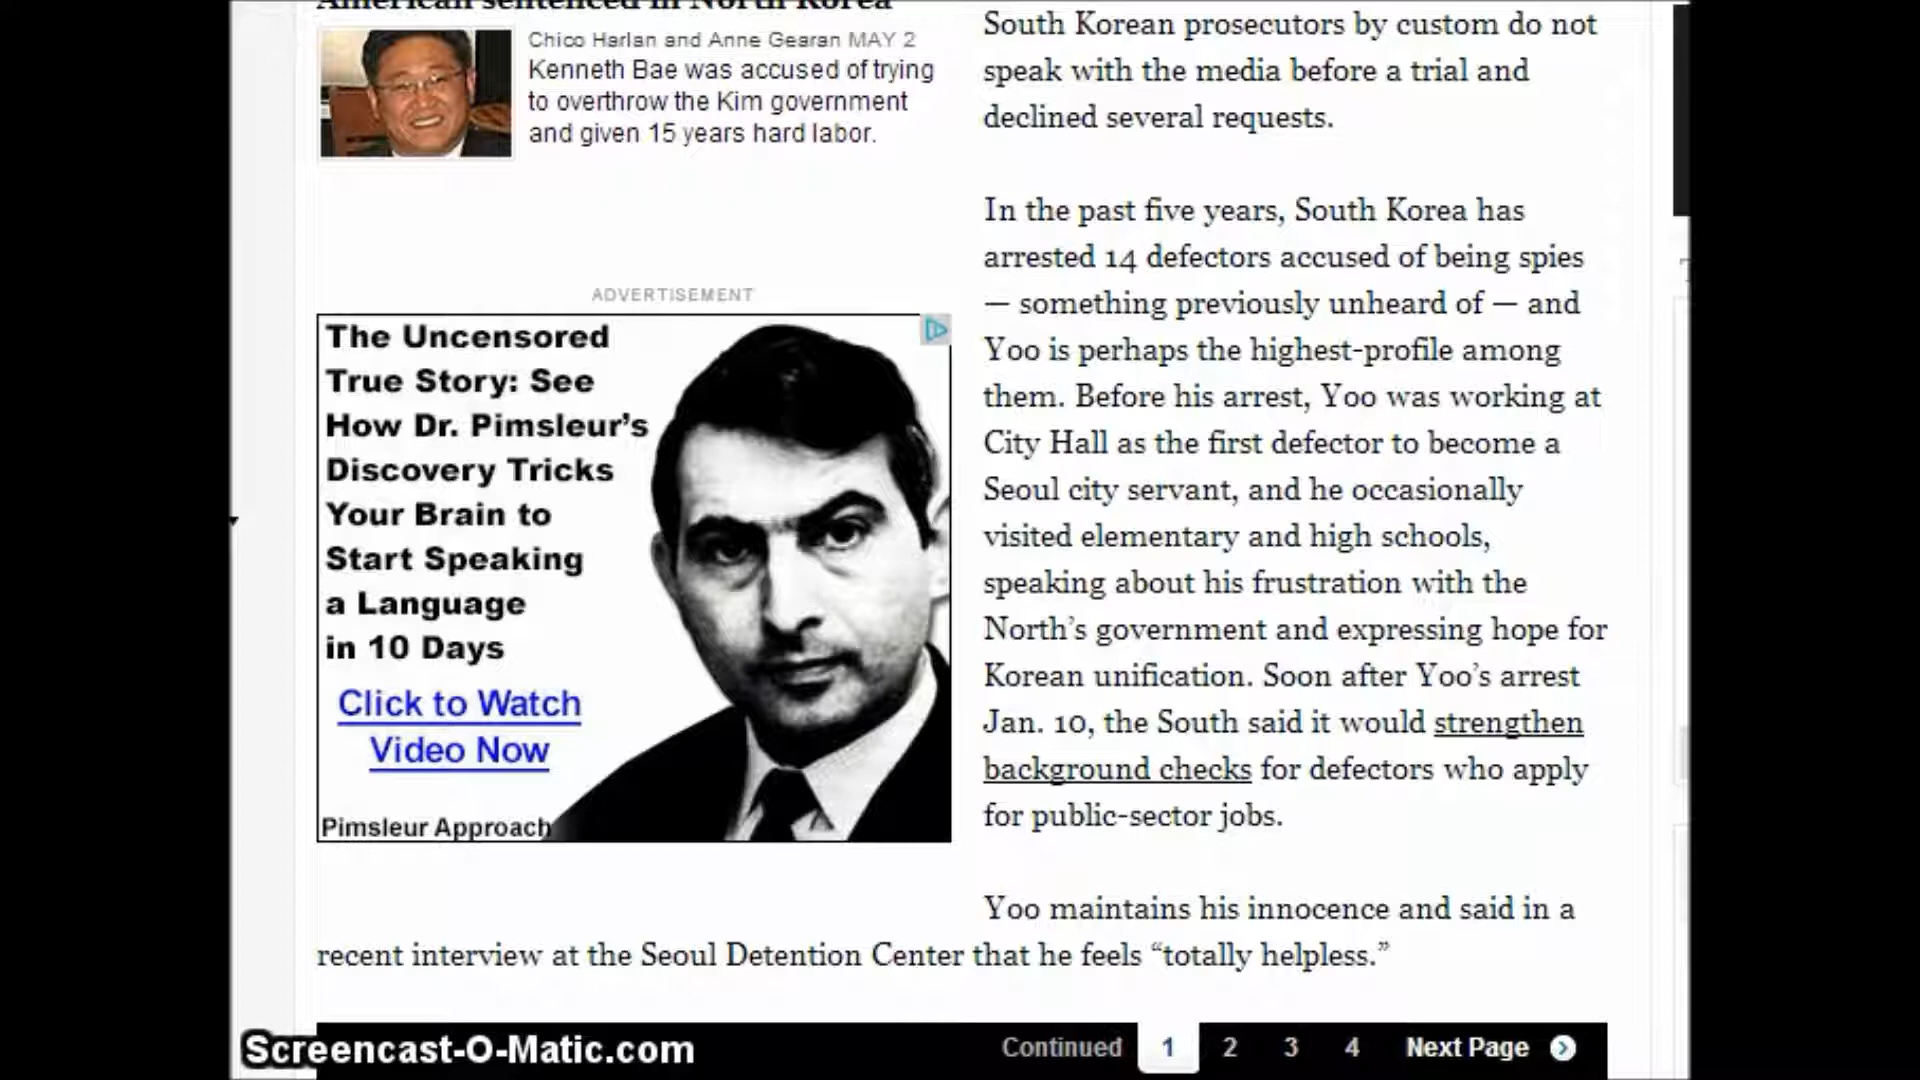 American sentenced in North Korea
Chico Harlan and Anne Gearan MAY 2
Kenneth Bae was accused of trying
to overthrow the Kim government
and given 15 years hard labor.
ADVERTISEMENT
The Uncensored
True Story: See
How Dr. Pimsleur’s
Discovery Tricks
Your Brain to
Start Speaking
a Language
in 10 Days
Click to Watch
Video Now
Pimsleur Approach
South Korean prosecutors by custom do not
speak with the media before a trial and
declined several requests.
In the past five years, South Korea has
arrested 14 defectors accused of being spies
— something previously unheard of — and
Yoo is perhaps the highest-profile among
them. Before his arrest, Yoo was working at
City Hall as the first defector to become a
Seoul city servant, and he occasionally
visited elementary and high schools,
speaking about his frustration with the
North’s government and expressing hope for
Korean unification. Soon after Yoo’s arrest
Jan. 10, the South said it would strengthen
background checks for defectors who apply
for public-sector jobs.
Yoo maintains his innocence and said in a
recent interview at the Seoul Detention Center that he feels “totally helpless.”
Continued 1 2 3 4 Next Page
Screencast-O-Matic.com